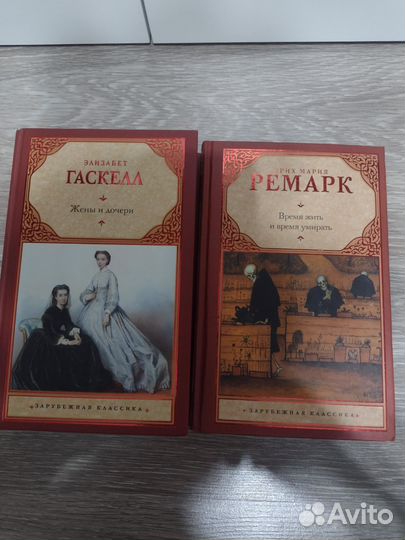 ЭЛИЗАБЕТ
ГАСКЕЛЛ
Жены и дочери
ЗАРУБЕЖНАЯ КЛАССИКА
РИХ МАРИЯ
РЕМАРК
Время жить
и время умирать
ЗАРУБЕЖНАЯ КЛАССИКА
Avito